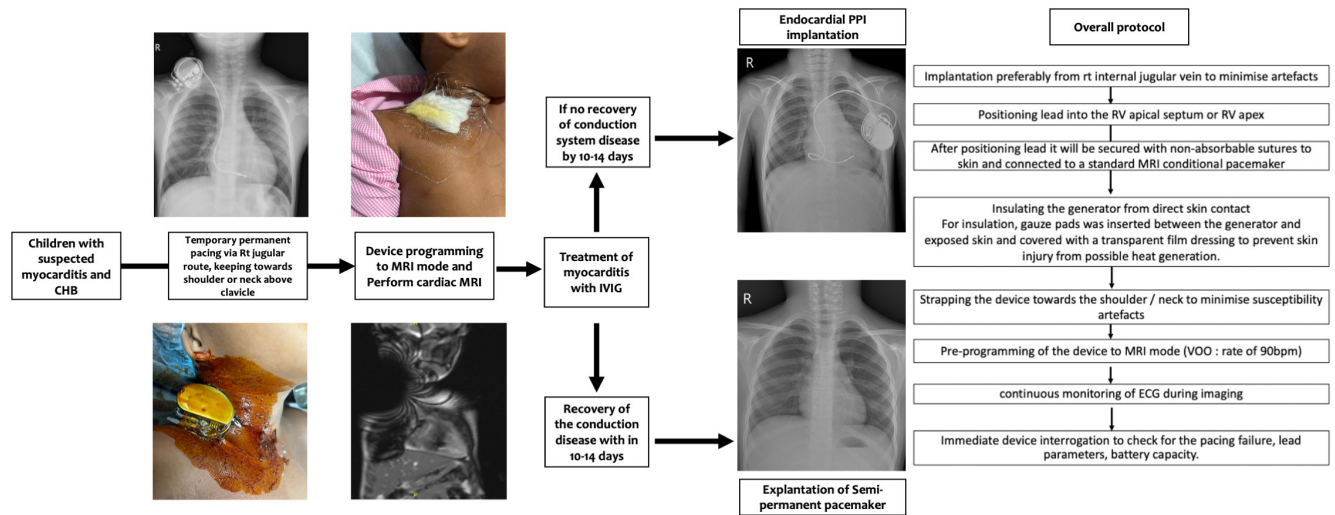 Children with
suspected
myocarditis and
CHB
R
Temporary permanent
pacing via Rt jugular
route, keeping towards
shoulder or neck above
clavicle
Device programming
to MRI mode and
Perform cardiac MRI
If no recovery
of conduction
system disease
by 10-14 days
Treatment of
myocarditis
with IVIG
Recovery of
the conduction
disease with in
10-14 days
Endocardial PPI
implantation
R
R
Explantation of Semi-
permanent pacemaker
Overall protocol
Implantation preferably from rt internal jugular vein to minimise artefacts
Positioning lead into the RV apical septum or RV apex
After positioning lead it will be secured with non-absorbable sutures to
skin and connected to a standard MRI conditional pacemaker
Insulating the generator from direct skin contact
For insulation, gauze pads was inserted between the generator and
exposed skin and covered with a transparent film dressing to prevent skin
injury from possible heat generation.
Strapping the device towards the shoulder / neck to minimise susceptibility
artefacts
Pre-programming of the device to MRI mode (VOO : rate of 90bpm)
continuous monitoring of ECG during imaging
Immediate device interrogation to check for the pacing failure, lead
parameters, battery capacity.